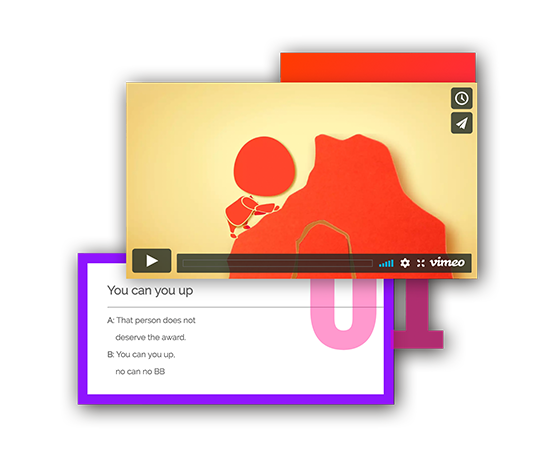 vimeo
01
You can you up
A: That person does not
deserve the award.
B: You can you up,
no can no BB